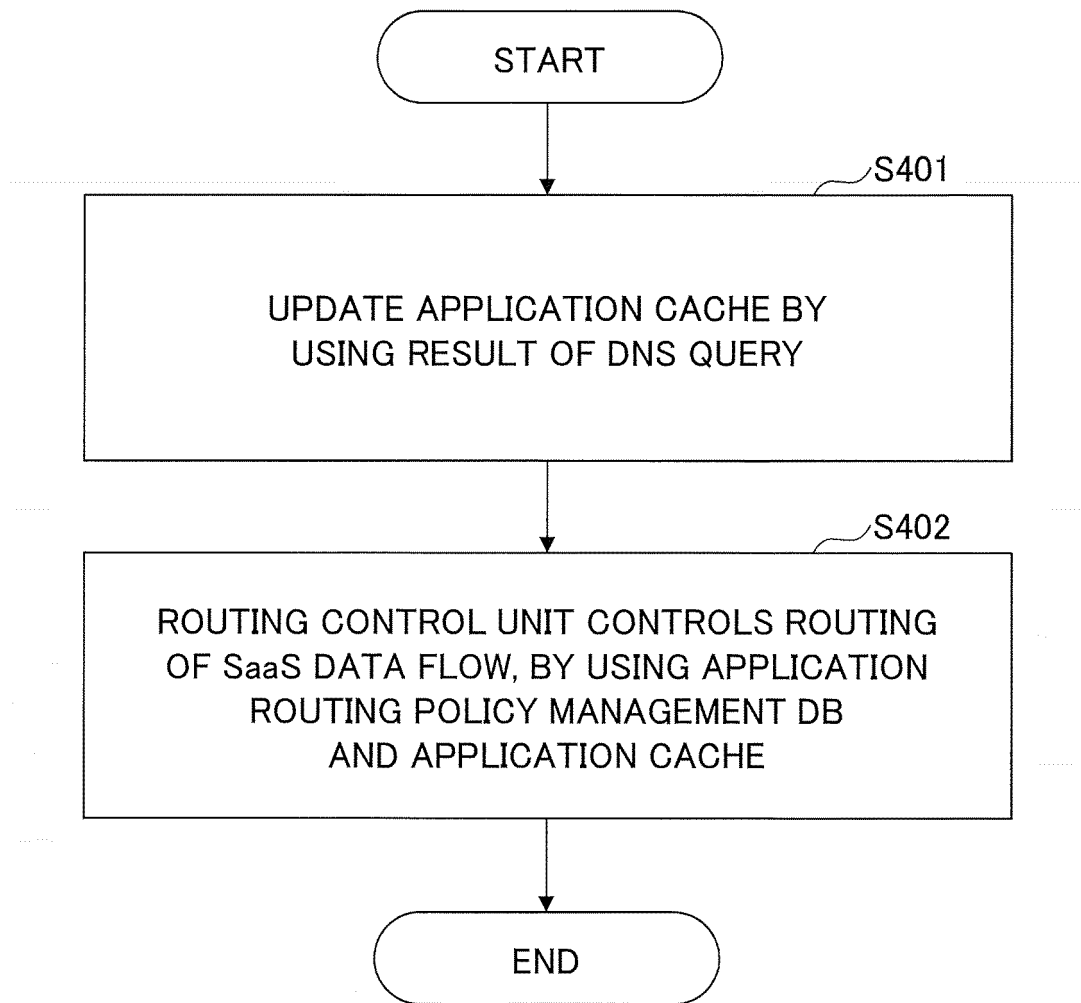 START
S401
UPDATE APPLICATION CACHE BY
USING RESULT OF DNS QUERY
S402
ROUTING CONTROL UNIT CONTROLS ROUTING
OF SaaS DATA FLOW, BY USING APPLICATION
ROUTING POLICY MANAGEMENT DB
AND APPLICATION CACHE
END